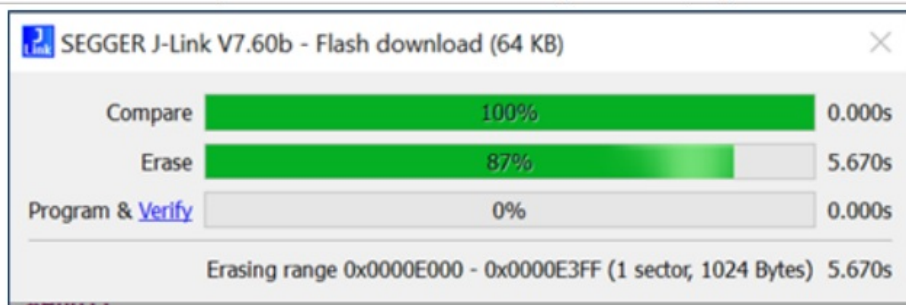 J Link SEGGER J-Link V7.60b - Flash download (64 KB)
Compare 100% 0.000s
Erase 87% 5.670s
Program & Verify 0% 0.000s
Erasing range 0x0000E000 - 0x0000E3FF (1 sector, 1024 Bytes) 5.670s